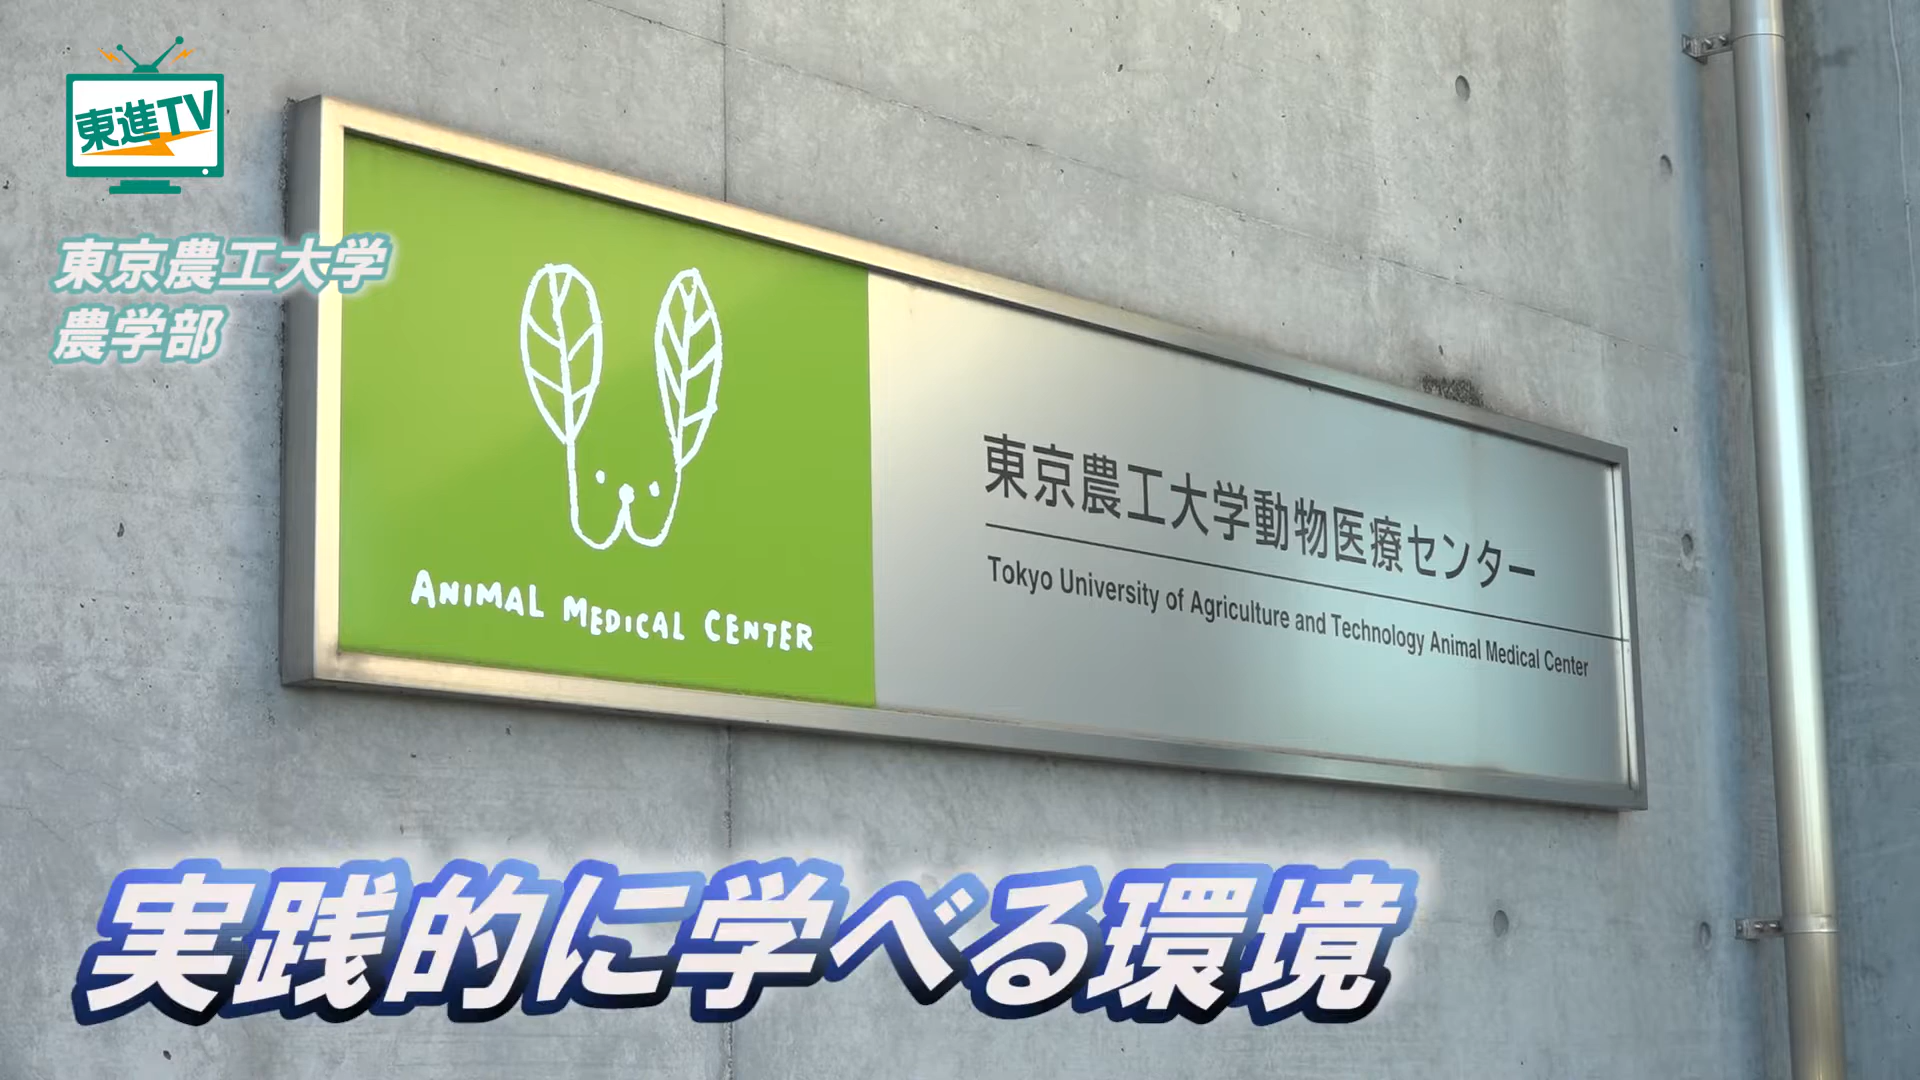 東進TV
東京農工大学
農学部
ANIMAL MEDICAL CENTER
東京農工大学動物医療センター
Tokyo University of Agriculture and Technology Animal Medical Center
実践的に学べる環境